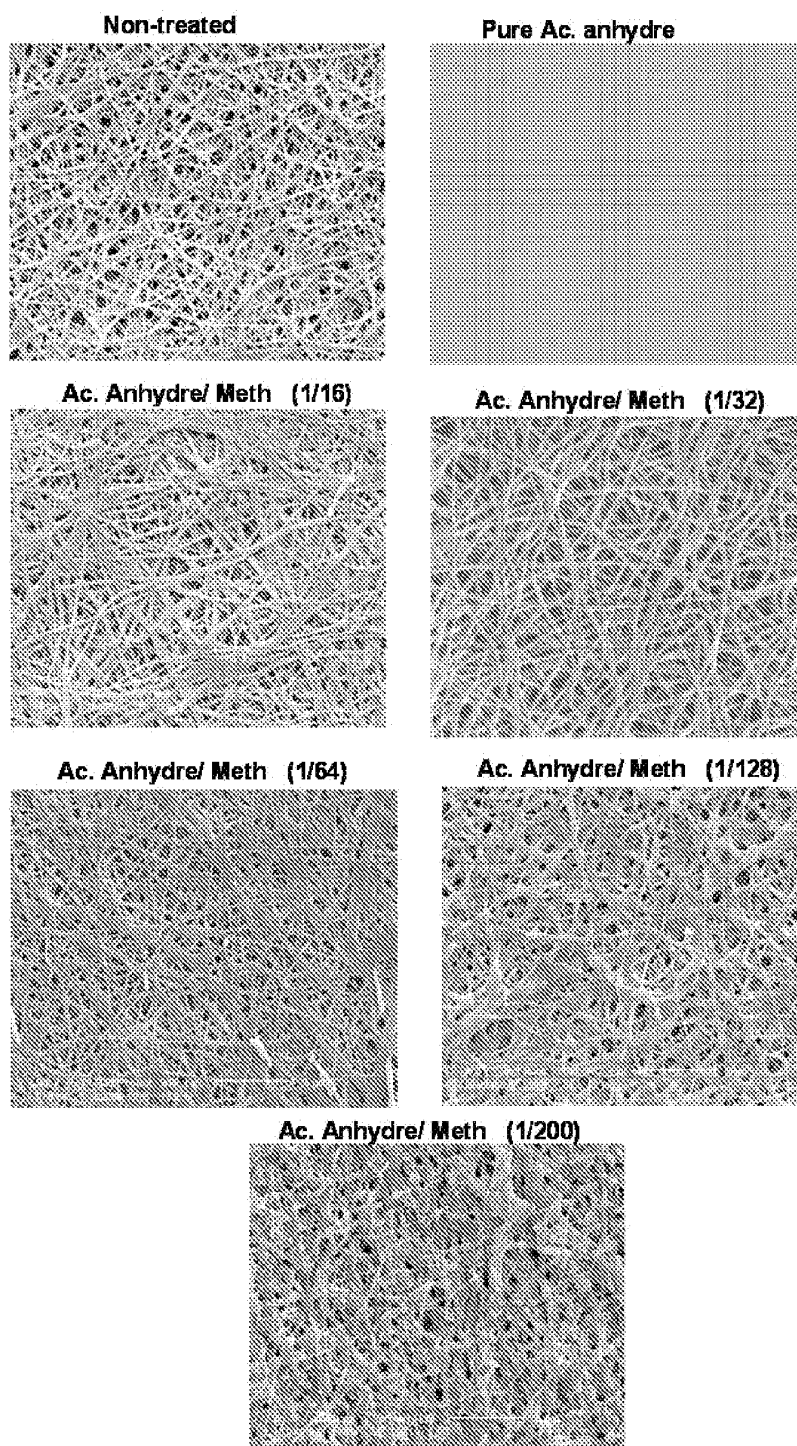 Non-treated
Pure Ac. anhydre
Ac. Anhydre/ Meth (1/16)
Ac. Anhydre/ Meth (1/32)
Ac. Anhydre/ Meth (1/64)
Ac. Anhydre/ Meth (1/128)
Ac. Anhydre/ Meth (1/200)